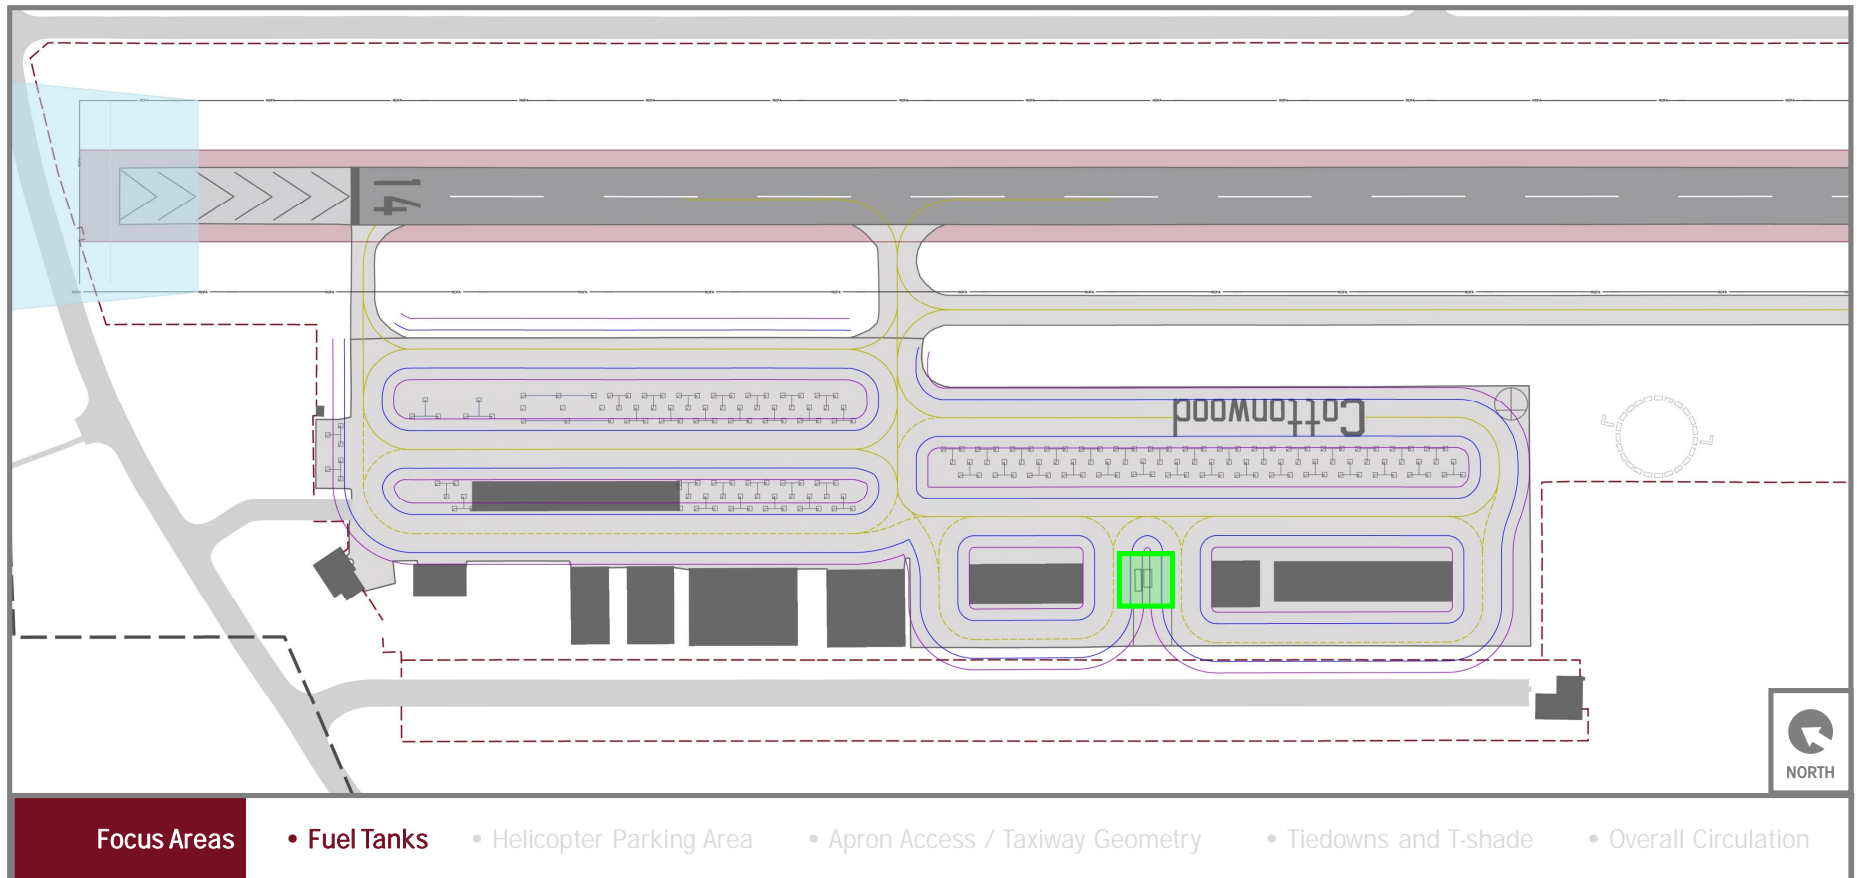 14
Cottonwood
NORTH
Focus Areas
• Fuel Tanks
• Helicopter Parking Area
• Apron Access / Taxiway Geometry
• Tiedowns and T-shade
• Overall Circulation